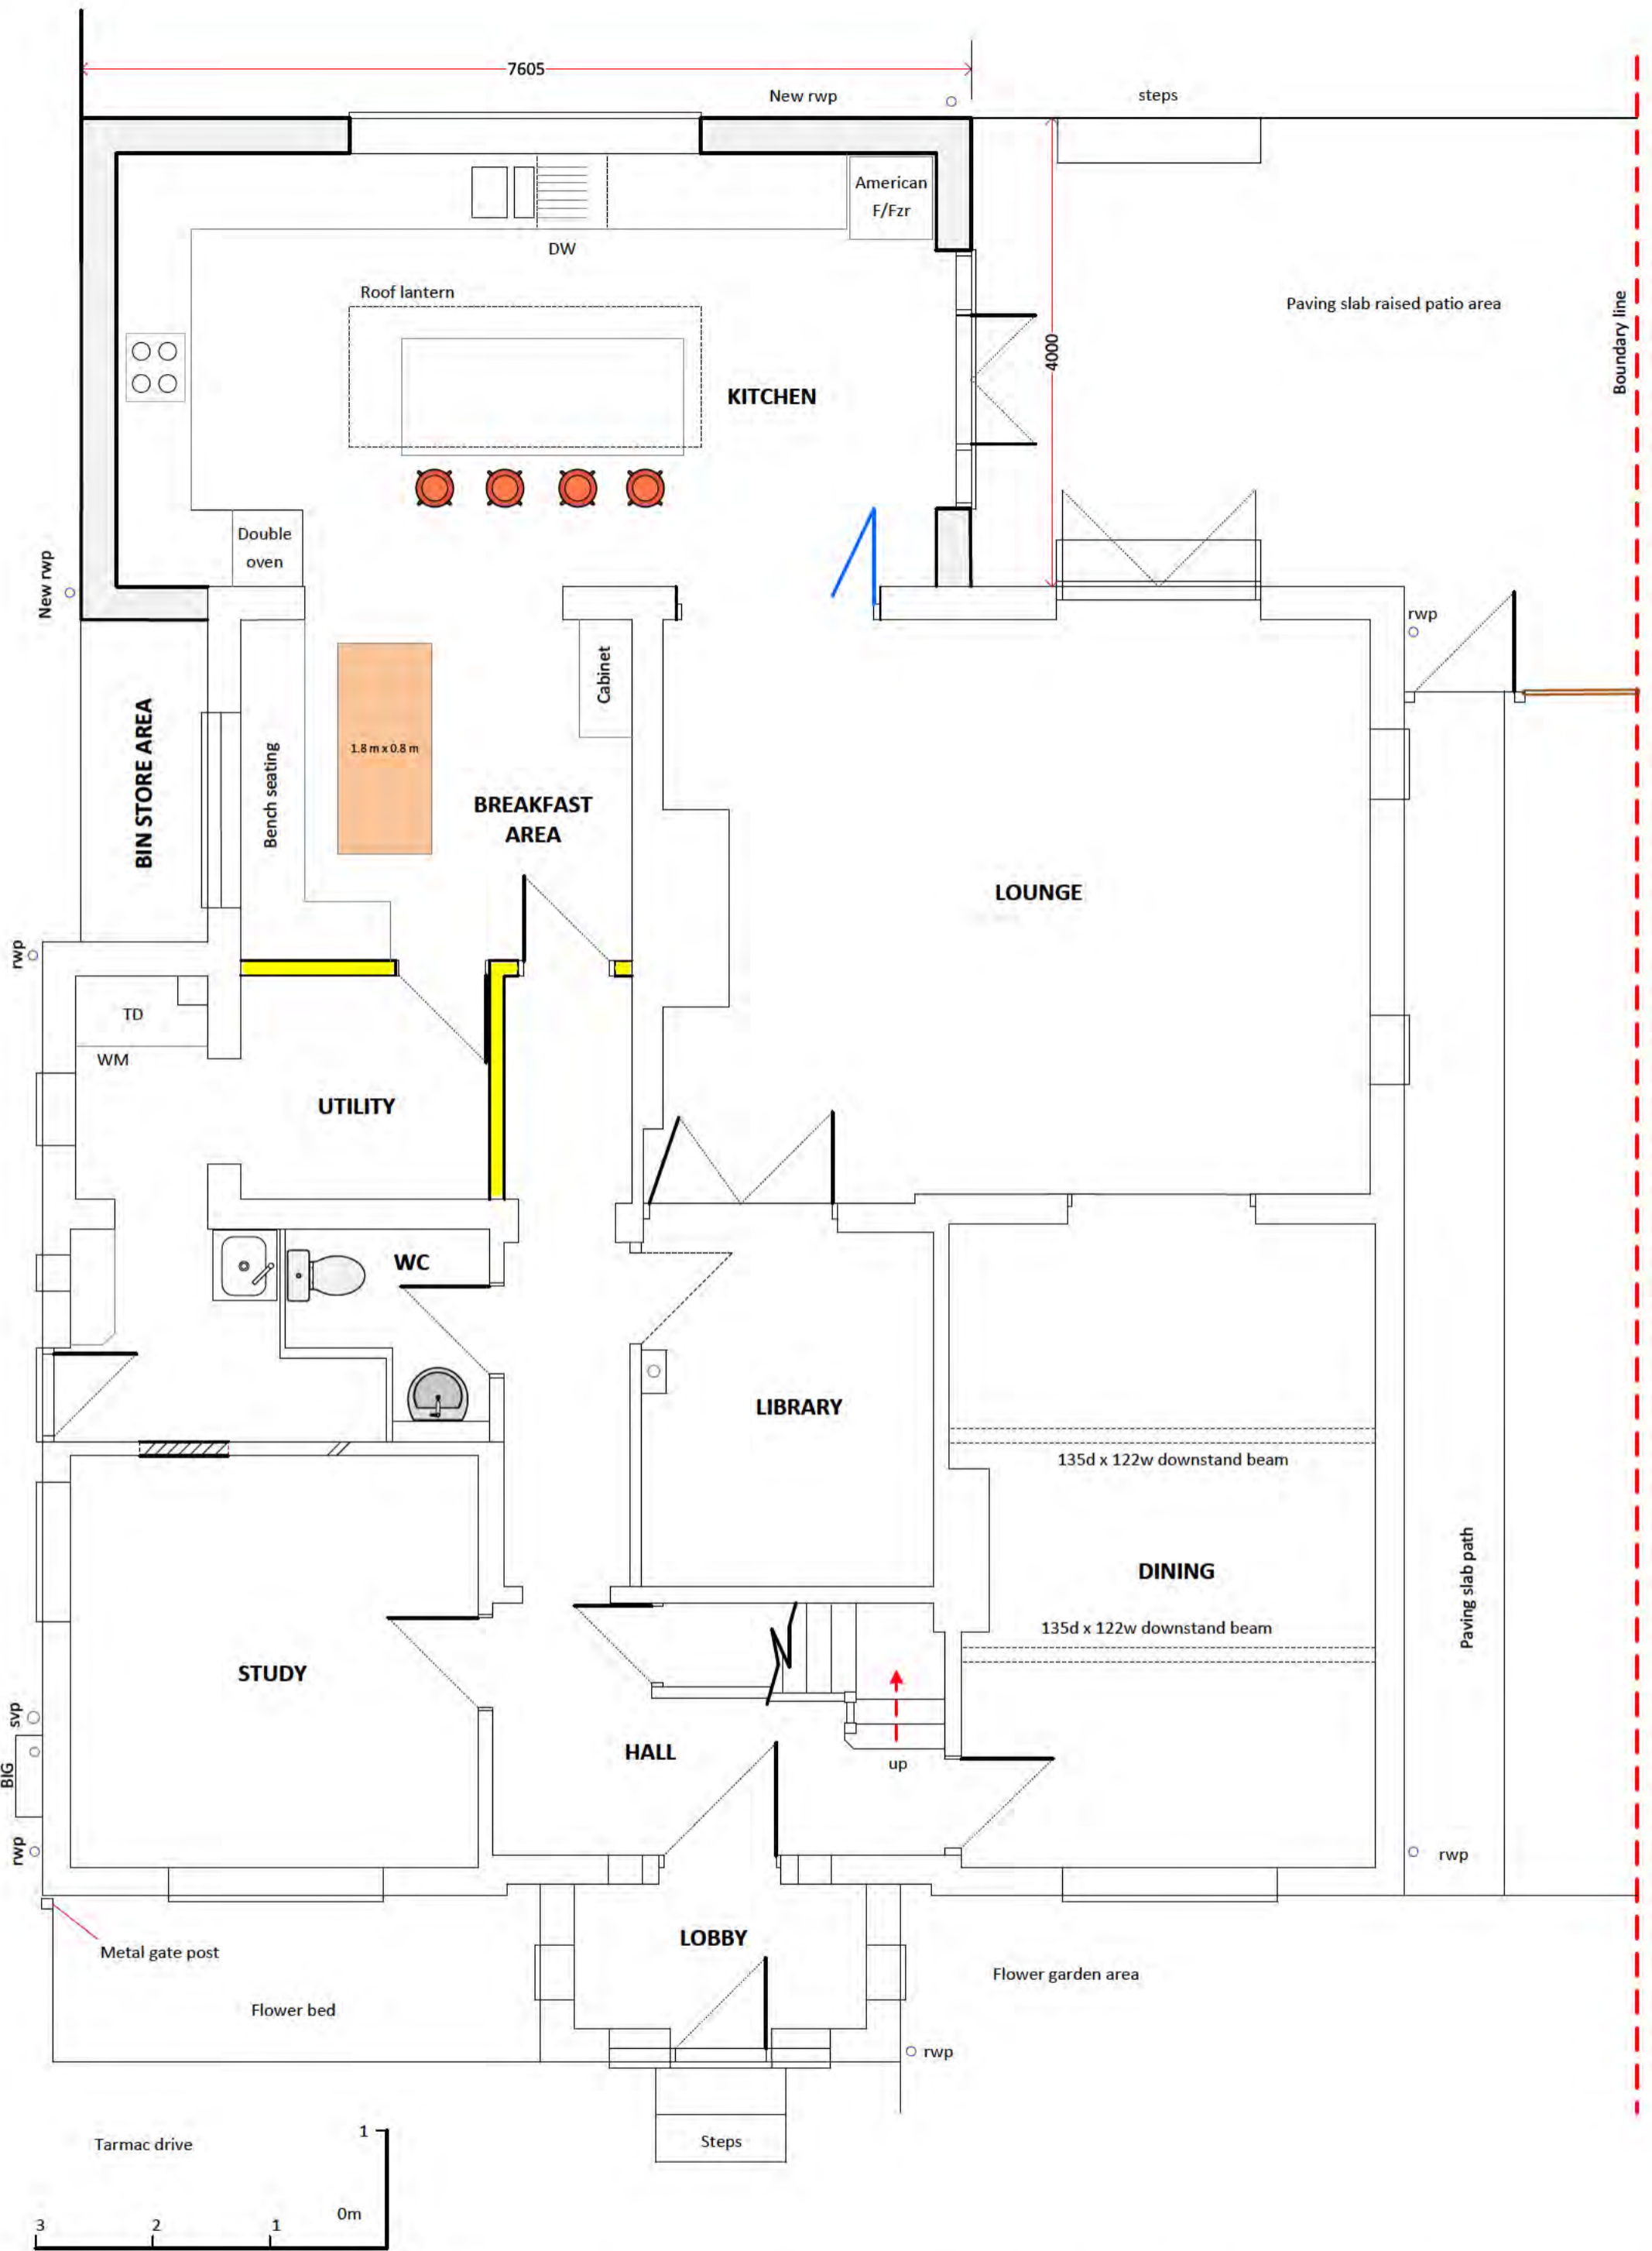 7605
New rwp
steps
American
F/Fzr
DW
Roof lantern
Paving slab raised patio area
Boundary line
4000
KITCHEN
Double
oven
New rwp
rwp
Cabinet
BIN STORE AREA
Bench seating
1.8 m x 0.8 m
BREAKFAST
AREA
LOUNGE
rwp
TD
WM
UTILITY
WC
LIBRARY
135d x 122w downstand beam
DINING
Paving slab path
135d x 122w downstand beam
STUDY
svp
HALL
up
BIG
rwp
rwp
LOBBY
Metal gate post
Flower garden area
Flower bed
rwp
Steps
Tarmac drive
1
0m
3
2
1